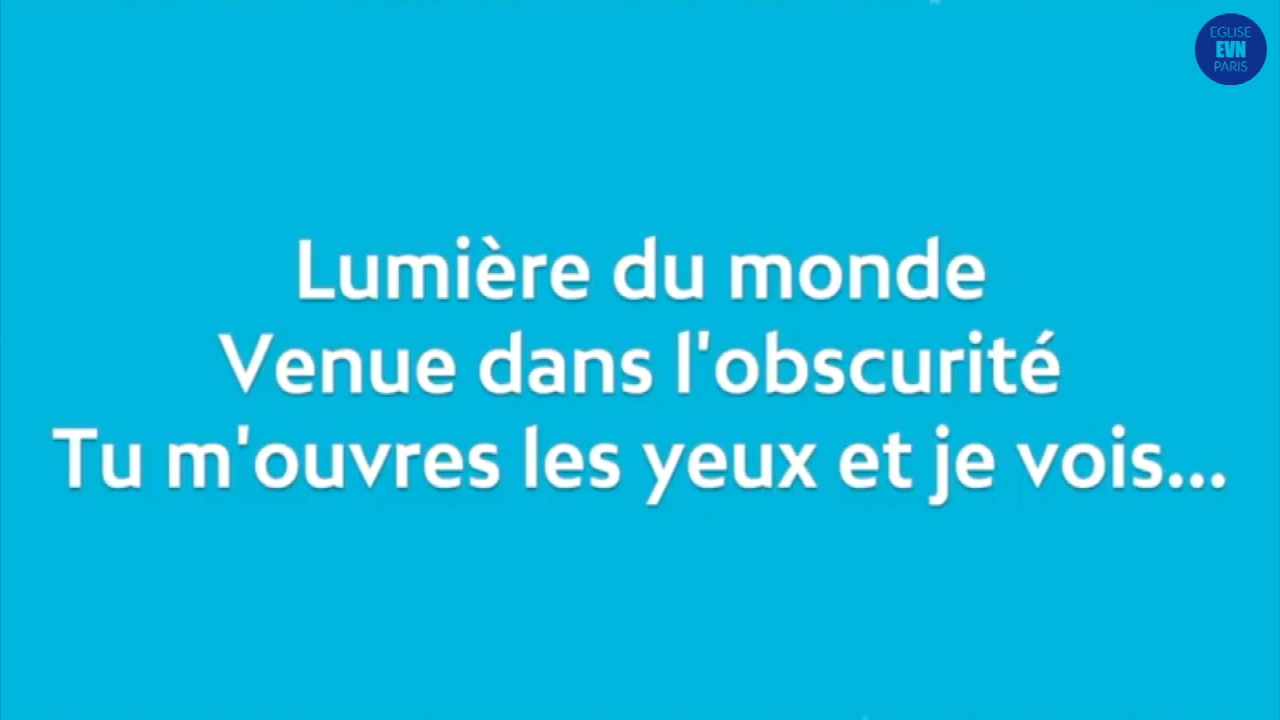 EGLISE
EVN
PARIS
Lumière du monde
Venue dans l'obscurité
Tu m'ouvres les yeux et je vois...